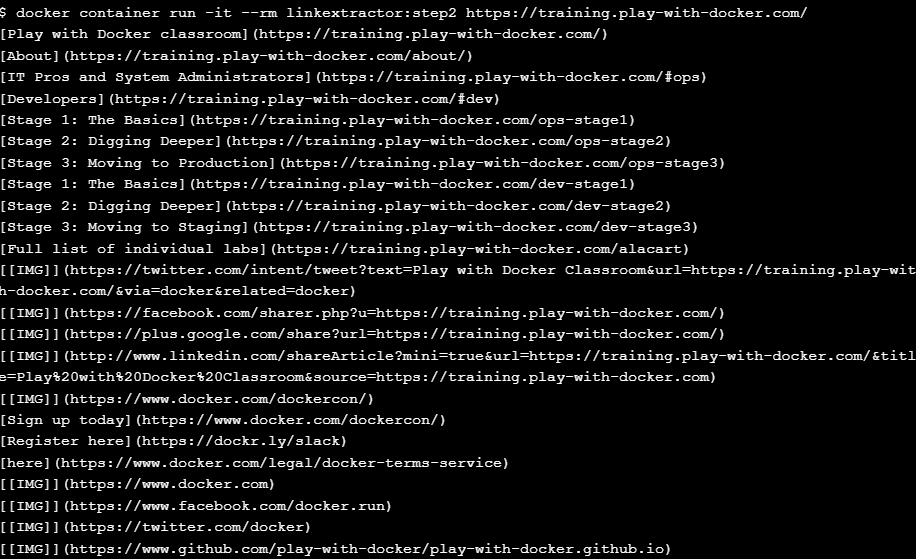 $ docker container run -it --rm linkextractor:step2 https://training.play-with-docker.com/
[Play with Docker classroom](https://training.play-with-docker.com/)
[About](https://training.play-with-docker.com/about/)
[IT Pros and System Administrators](https://training.play-with-docker.com/#ops)
[Developers](https://training.play-with-docker.com/#dev)
[Stage 1: The Basics](https://training.play-with-docker.com/ops-stage1)
[Stage 2: Digging Deeper](https://training.play-with-docker.com/ops-stage2)
[Stage 3: Moving to Production](https://training.play-with-docker.com/ops-stage3)
[Stage 1: The Basics](https://training.play-with-docker.com/dev-stage1)
[Stage 2: Digging Deeper](https://training.play-with-docker.com/dev-stage2)
[Stage 3: Moving to Staging](https://training.play-with-docker.com/dev-stage3)
[Full list of individual labs](https://training.play-with-docker.com/alacart)
[[IMG]](https://twitter.com/intent/tweet?text=Play with Docker Classroom&url=https://training.play-wit
h-docker.com/&via=docker&related=docker)
[[IMG]](https://facebook.com/sharer.php?u=https://training.play-with-docker.com/)
[[IMG]](https://plus.google.com/share?url=https://training.play-with-docker.com/)
[[IMG]](http://www.linkedin.com/shareArticle?mini=true&url=https://training.play-with-docker.com/&titl
e=Play%20with%20Docker%20Classroom&source=https://training.play-with-docker.com)
[[IMG]](https://www.docker.com/dockercon/)
[Sign up today](https://www.docker.com/dockercon/)
[Register here](https://dockr.ly/slack)
[here](https://www.docker.com/legal/docker-terms-service)
[[IMG]](https://www.docker.com)
[[IMG]](https://www.facebook.com/docker.run)
[[IMG]](https://twitter.com/docker)
[[IMG]](https://www.github.com/play-with-docker/play-with-docker.github.io)